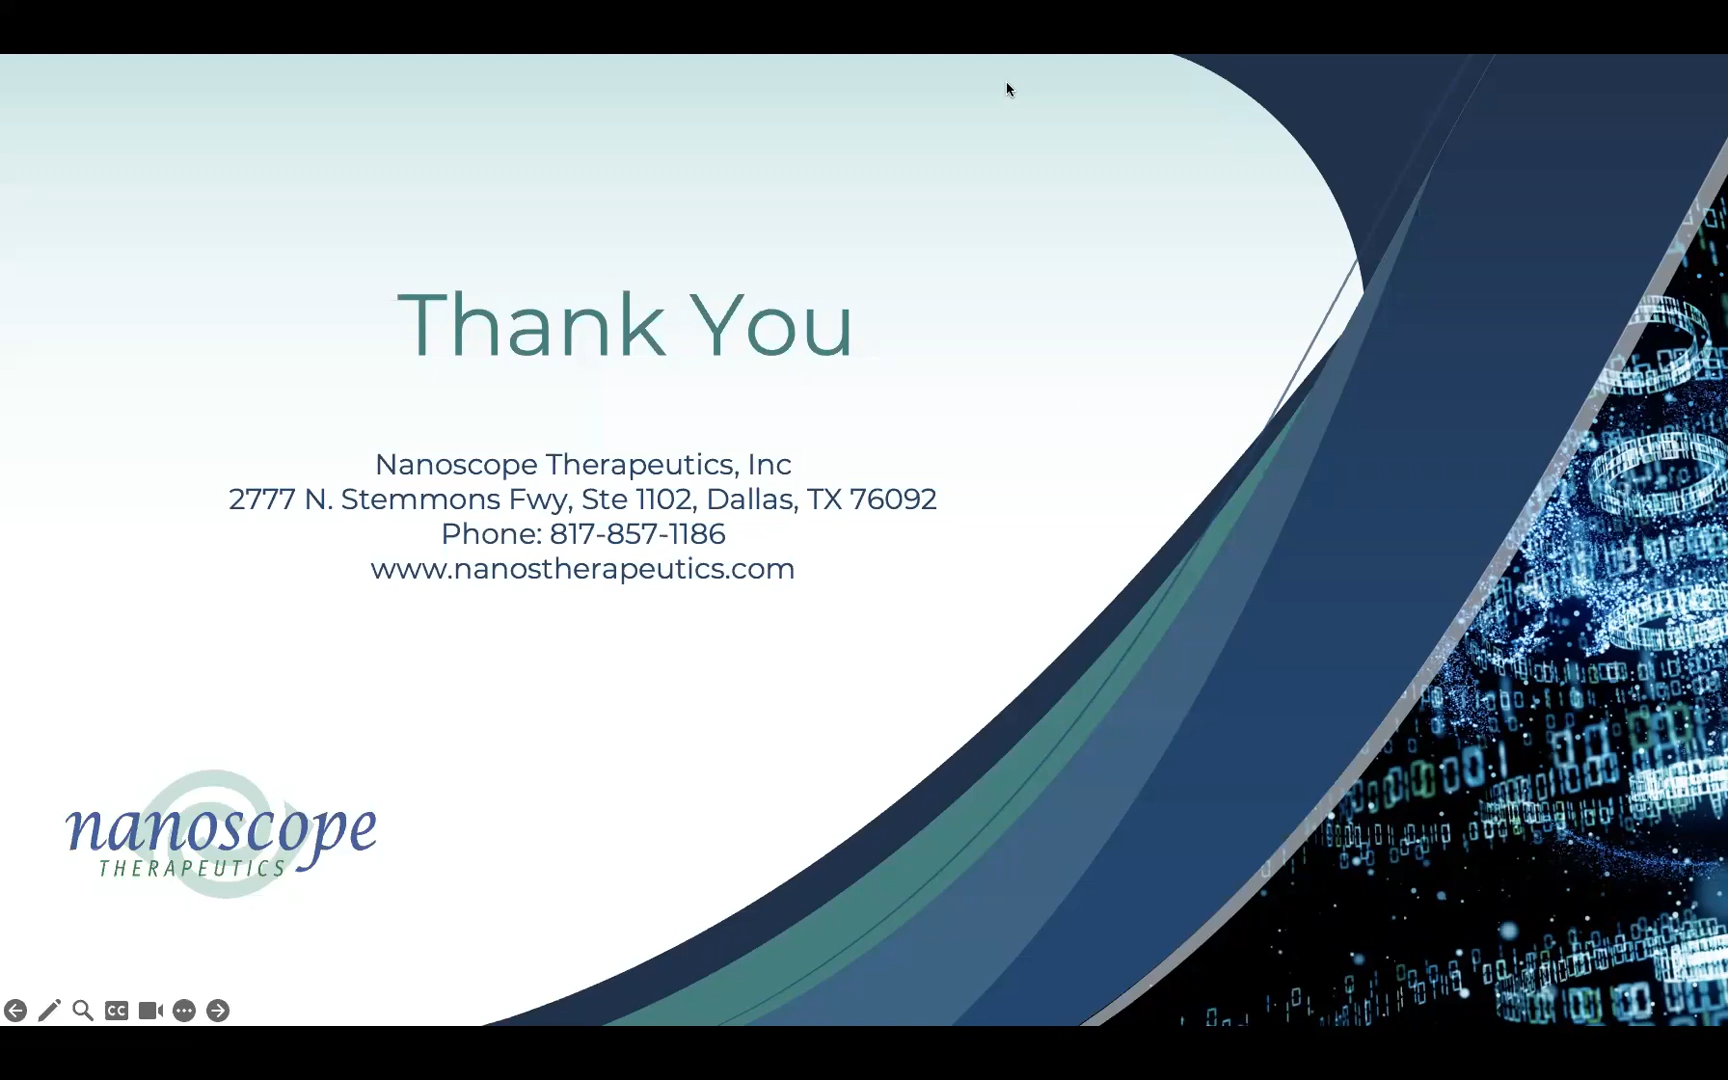 Thank You
Nanoscope Therapeutics, Inc
2777 N. Stemmons Fwy, Ste 1102, Dallas, TX 76092
Phone: 817-857-1186
www.nanostherapeutics.com
nanoscope
THERAPEUTICS
CC